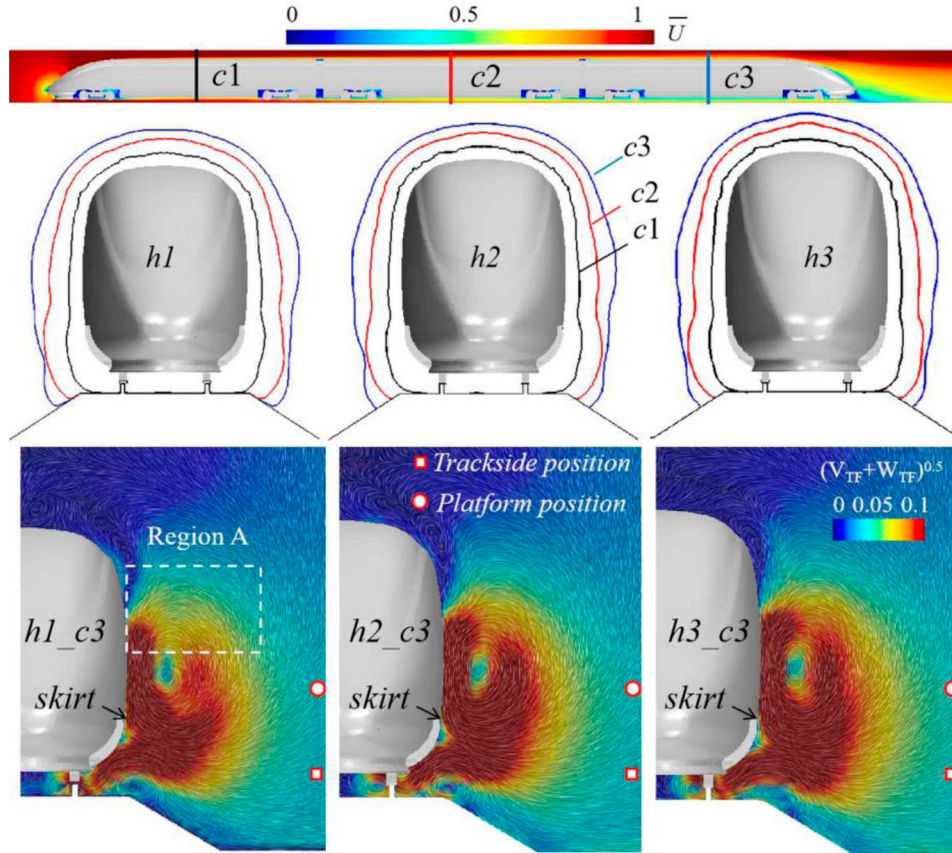 0 0.5 1 U̅
c1 c2 c3
h1 h2 h3
c3
c2
c1
Trackside position
Platform position
(V_TF+W_TF)^0.5
0 0.05 0.1
Region A
h1_c3 h2_c3 h3_c3
skirt skirt skirt